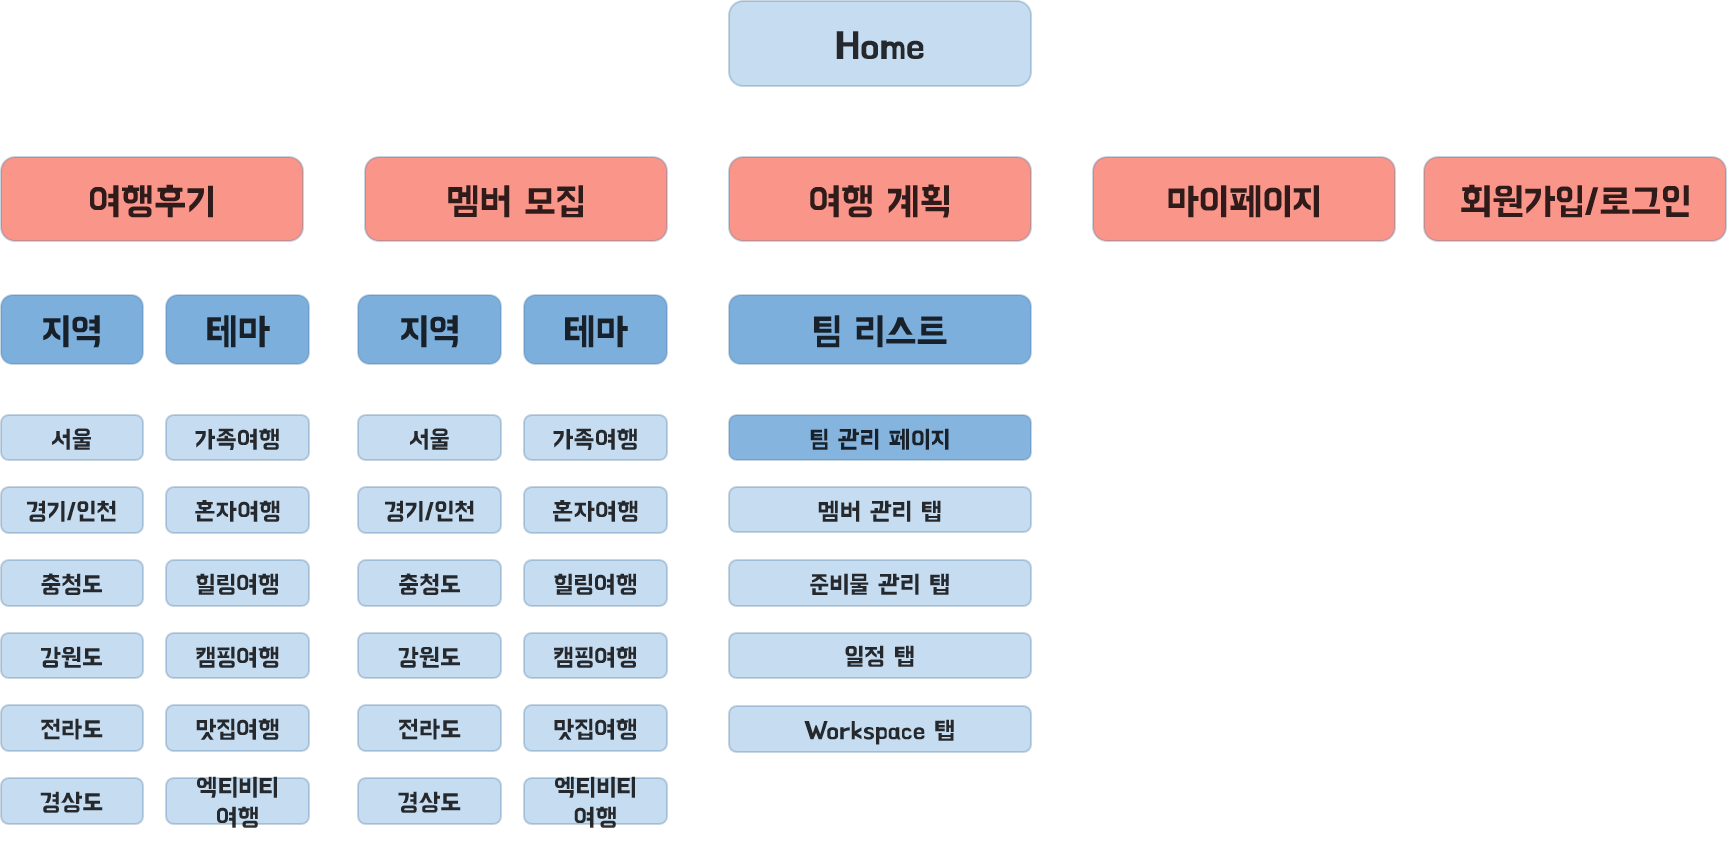 Home
여행후기
멤버 모집
여행 계획
마이페이지
회원가입/로그인
지역
테마
지역
테마
팀 리스트
서울
가족여행
서울
가족여행
팀 관리 페이지
경기/인천
혼자여행
경기/인천
혼자여행
멤버 관리 탭
충청도
힐링여행
충청도
힐링여행
준비물 관리 탭
강원도
캠핑여행
강원도
캠핑여행
일정 탭
전라도
맛집여행
전라도
맛집여행
Workspace 탭
경상도
엑티비티
여행
경상도
엑티비티
여행